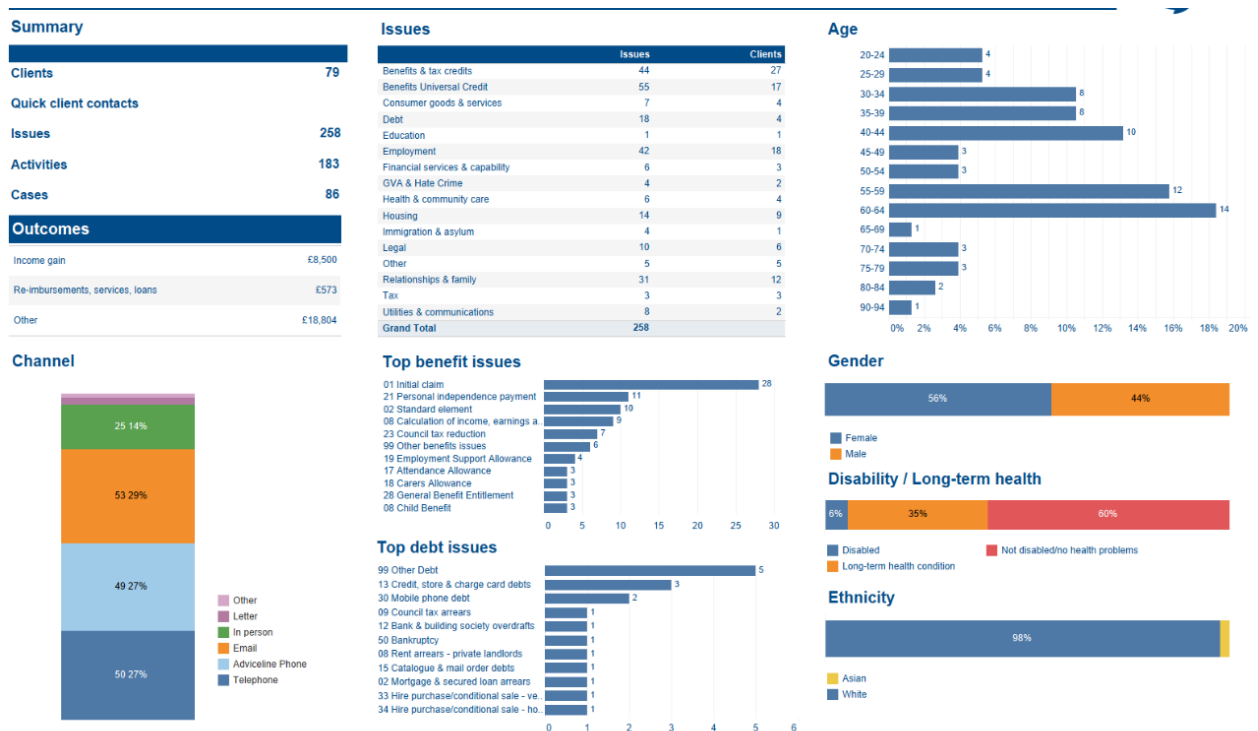 Summary
Clients 79
Quick client contacts
Issues 258
Activities 183
Cases 86
Outcomes
Income gain £8,500
Re-imbursements, services, loans £573
Other £18,804
Issues
Issues Clients
Benefits & tax credits 44 27
Benefits Universal Credit 55 17
Consumer goods & services 7 4
Debt 18 4
Education 1 1
Employment 42 18
Financial services & capability 6 3
GVA & Hate Crime 4 2
Health & community care 6 4
Housing 14 9
Immigration & asylum 4 1
Legal 10 6
Other 5 5
Relationships & family 31 12
Tax 3 3
Utilities & communications 8 2
Grand Total 258
Age
20-24 4
25-29 4
30-34 8
35-39 8
40-44 10
45-49 3
50-54 3
55-59 12
60-64 14
65-69 1
70-74 3
75-79 3
80-84 2
90-94 1
0% 2% 4% 6% 8% 10% 12% 14% 16% 18% 20%
Channel
25 14%
53 29%
49 27%
50 27%
Other
Letter
In person
Email
Adviceline Phone
Telephone
Top benefit issues
01 Initial claim 28
21 Personal independence payment 11
02 Standard element 10
08 Calculation of income, earnings a.. 9
23 Council tax reduction 7
99 Other benefits issues 6
19 Employment Support Allowance 4
17 Attendance Allowance 3
18 Carers Allowance 3
28 General Benefit Entitlement 3
08 Child Benefit 3
0 5 10 15 20 25 30
Top debt issues
99 Other Debt 5
13 Credit, store & charge card debts 3
30 Mobile phone debt 2
09 Council tax arrears 1
12 Bank & building society overdrafts 1
50 Bankruptcy 1
08 Rent arrears - private landlords 1
15 Catalogue & mail order debts 1
02 Mortgage & secured loan arrears 1
33 Hire purchase/conditional sale - ve.. 1
34 Hire purchase/conditional sale - ho... 1
0 1 2 3 4 5 6
Gender
56% 44%
Female
Male
Disability / Long-term health
6% 35% 60%
Disabled Not disabled/no health problems
Long-term health condition
Ethnicity
98%
Asian
White